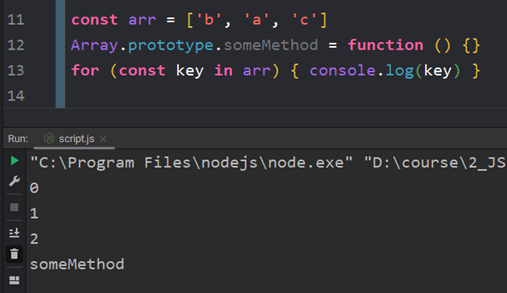 11 const arr = ['b', 'a', 'c']
12 Array.prototype.someMethod = function () {}
13 for (const key in arr) { console.log(key) }
14
Run: script.js ×
"C:\Program Files\nodejs\node.exe" "D:\course\2_JS
0
1
2
someMethod